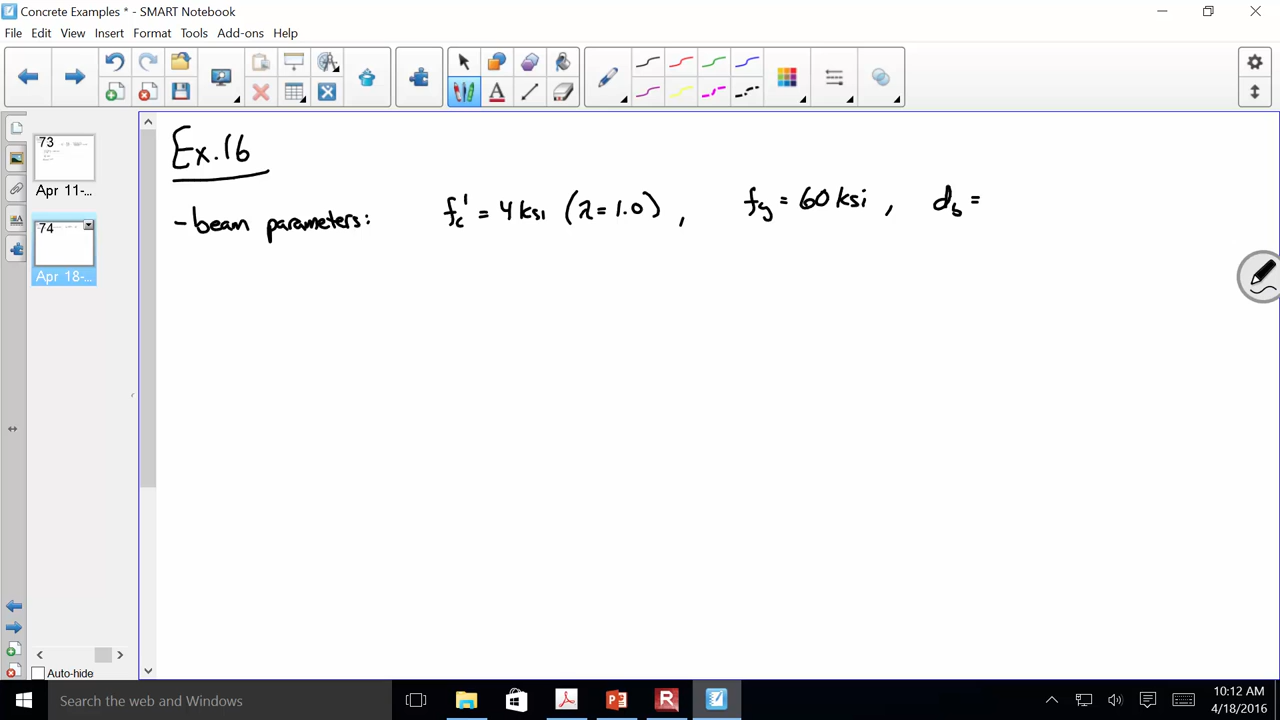 Concrete Examples * - SMART Notebook
File Edit View Insert Format Tools Add-ons Help
73
Apr 11-...
74
Apr 18-...
Ex.16
- beam parameters: fc' = 4 ksi (λ = 1.0) , fy = 60 ksi , db =
Auto-hide
Search the web and Windows
10:12 AM
4/18/2016